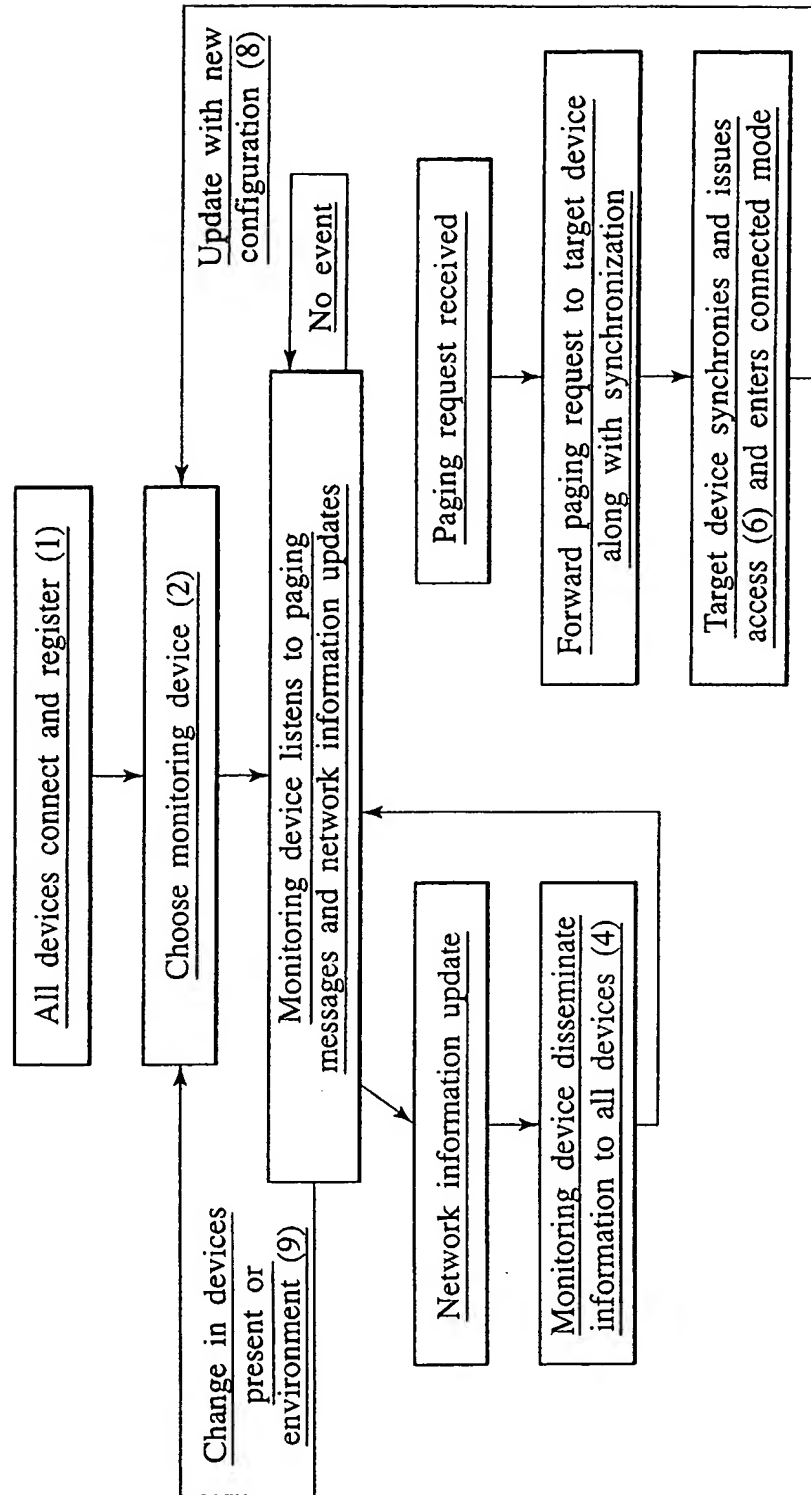 All devices connect and register (1)
Choose monitoring device (2)
Update with new
configuration (8)
Change in devices
present or
environment (9)
Monitoring device listens to paging
messages and network information updates
No event
Network information update
Monitoring device disseminate
information to all devices (4)
Paging request received
Forward paging request to target device
along with synchronization
Target device synchronies and issues
access (6) and enters connected mode